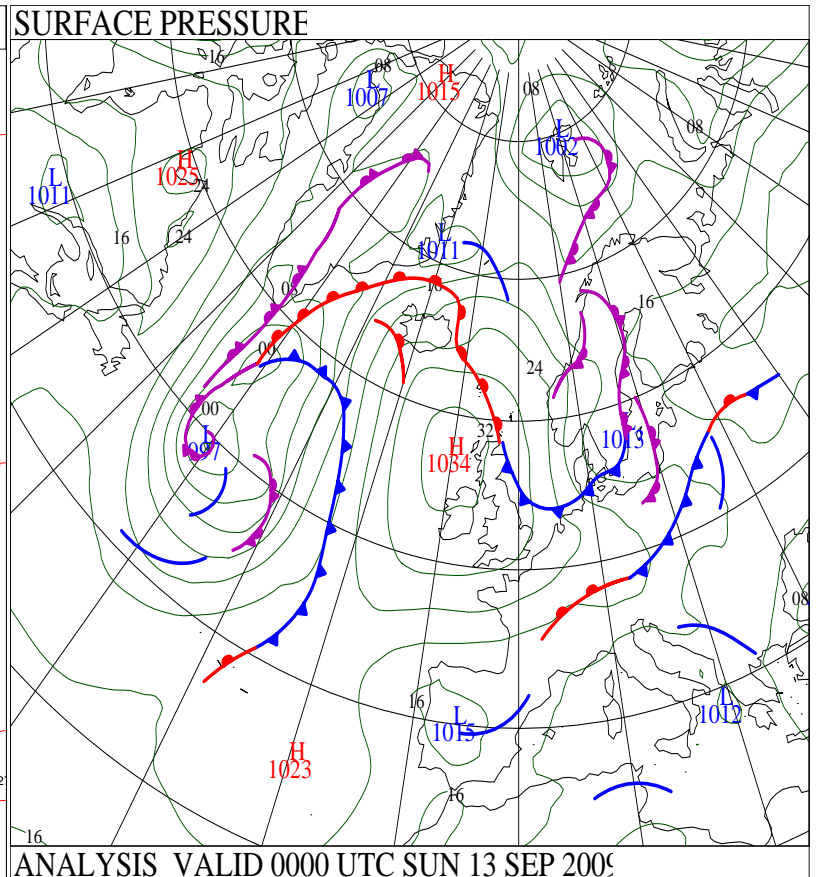 SURFACE PRESSURE
-16
08
L
1007
H
1015
08
08
L
1002
H
1025
24
L
1011
16
24
L
1011
08
16
16
00
24
00
L
997
32
H
1034
L
1013
08
16
L
1015
L
1012
H
1023
16
16
ANALYSIS VALID 0000 UTC SUN 13 SEP 2009